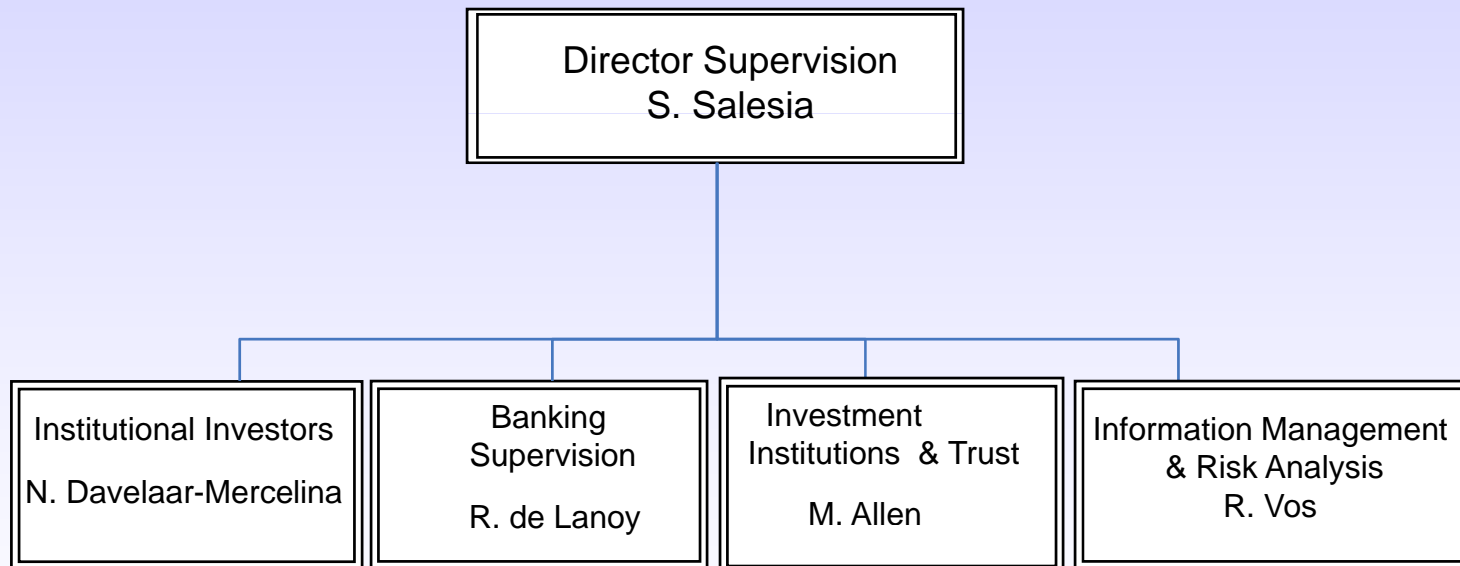 Director Supervision
S. Salesia
Institutional Investors
N. Davelaar-Mercelina
Banking
Supervision
R. de Lanoy
Investment
Institutions & Trust
M. Allen
Information Management
& Risk Analysis
R. Vos